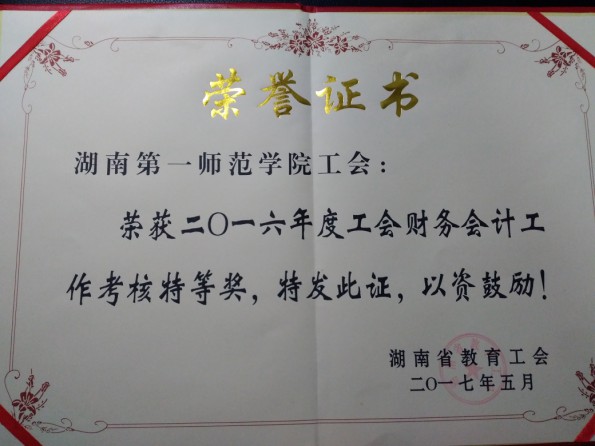 荣誉证书
湖南第一师范学院工会：
荣获二〇一六年度工会财务会计工
作考核特等奖，特发此证，以资鼓励！
湖南省教育工会
二〇一七年五月